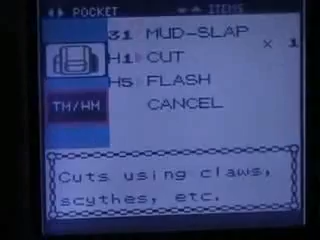 ◀▶ POCKET ▼▲ ITEMS
31 MUD-SLAP × 1
H1 CUT
H5 FLASH
TM/HM
CANCEL
Cuts using claws,
scythes, etc.